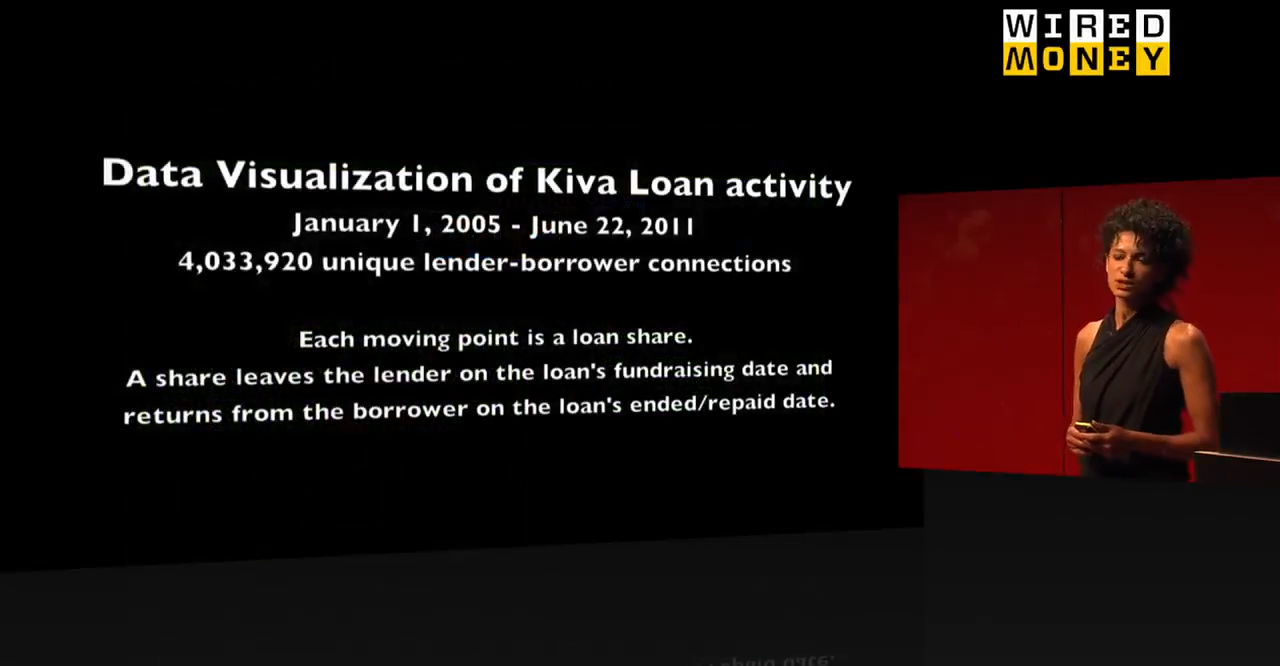 WIRED
MONEY
Data Visualization of Kiva Loan activity
January 1, 2005 - June 22, 2011
4,033,920 unique lender-borrower connections
Each moving point is a loan share.
A share leaves the lender on the loan's fundraising date and
returns from the borrower on the loan's ended/repaid date.